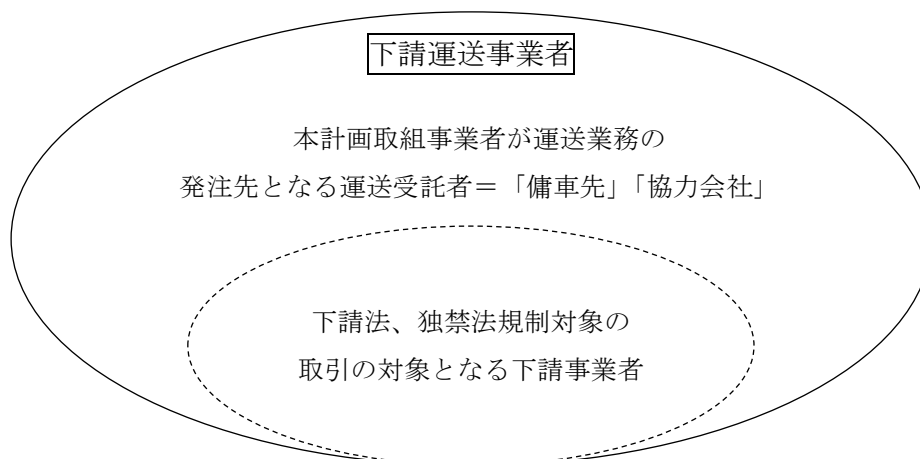 下請運送事業者
本計画取組事業者が運送業務の
発注先となる運送受託者＝「傭車先」「協力会社」
下請法、独禁法規制対象の
取引の対象となる下請事業者